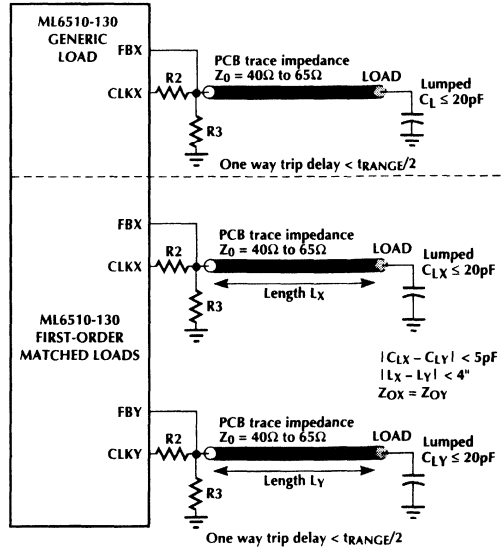 ML6510-130
GENERIC
LOAD
FBX
CLKX
R2
R3
PCB trace impedance
Z0 = 40Ω to 65Ω
LOAD
Lumped
CL ≤ 20pF
One way trip delay < tRANGE/2
ML6510-130
FIRST-ORDER
MATCHED LOADS
FBX
CLKX
R2
R3
PCB trace impedance
Z0 = 40Ω to 65Ω
LOAD
Lumped
CLX ≤ 20pF
Length LX
|CLX – CLY| < 5pF
|LX – LY| < 4"
ZOX = ZOY
FBY
CLKY
R2
R3
PCB trace impedance
Z0 = 40Ω to 65Ω
LOAD
Lumped
CLY ≤ 20pF
Length LY
One way trip delay < tRANGE/2